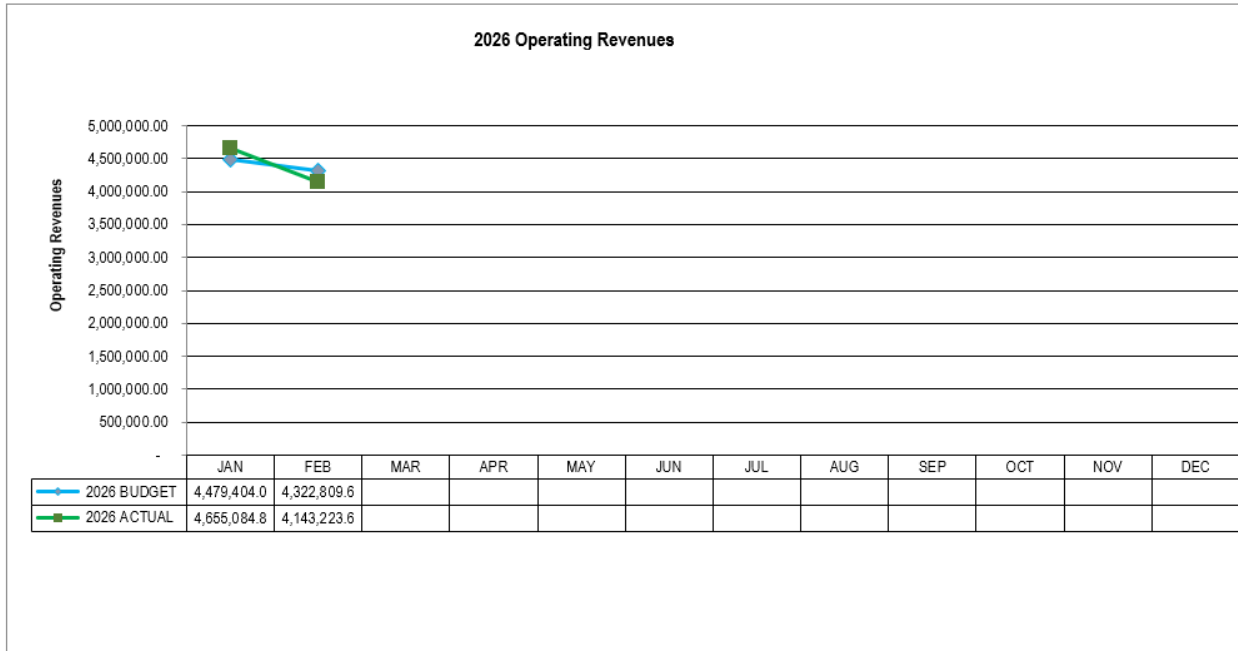 2026 Operating Revenues
Operating Revenues
5,000,000.00
4,500,000.00
4,000,000.00
3,500,000.00
3,000,000.00
2,500,000.00
2,000,000.00
1,500,000.00
1,000,000.00
500,000.00
-
JAN FEB MAR APR MAY JUN JUL AUG SEP OCT NOV DEC
2026 BUDGET 4,479,404.0 4,322,809.6
2026 ACTUAL 4,655,084.8 4,143,223.6